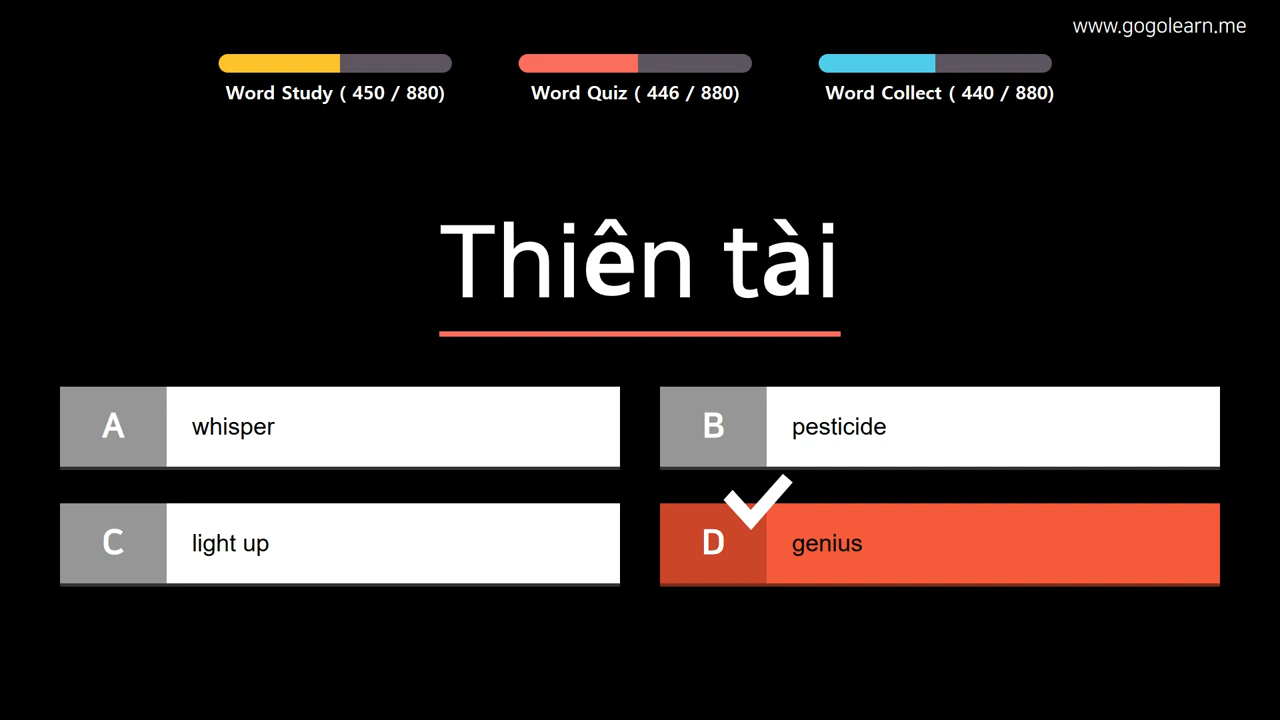 www.gogolearn.me
Word Study ( 450 / 880)
Word Quiz ( 446 / 880)
Word Collect ( 440 / 880)
Thiên tài
A whisper
B pesticide
C light up
D genius